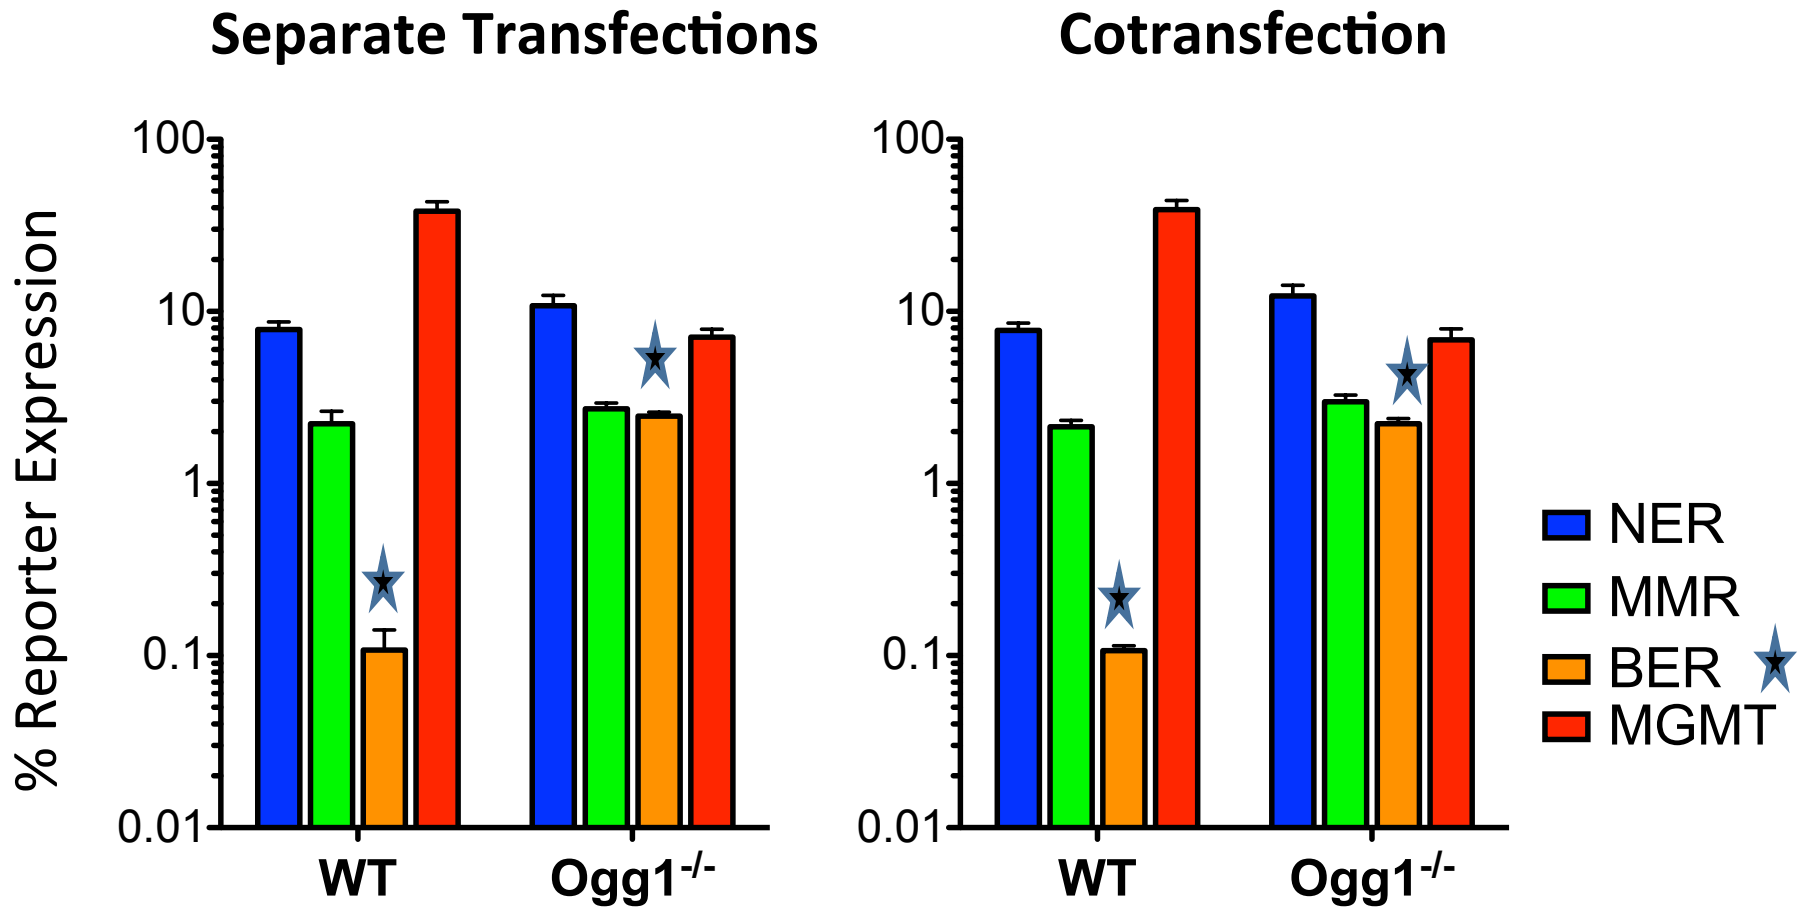 Separate Transfections
Cotransfection
% Reporter Expression
100
10
1
0.1
0.01
WT
Ogg1-/-
100
10
1
0.1
0.01
WT
Ogg1-/-
NER
MMR
BER
MGMT